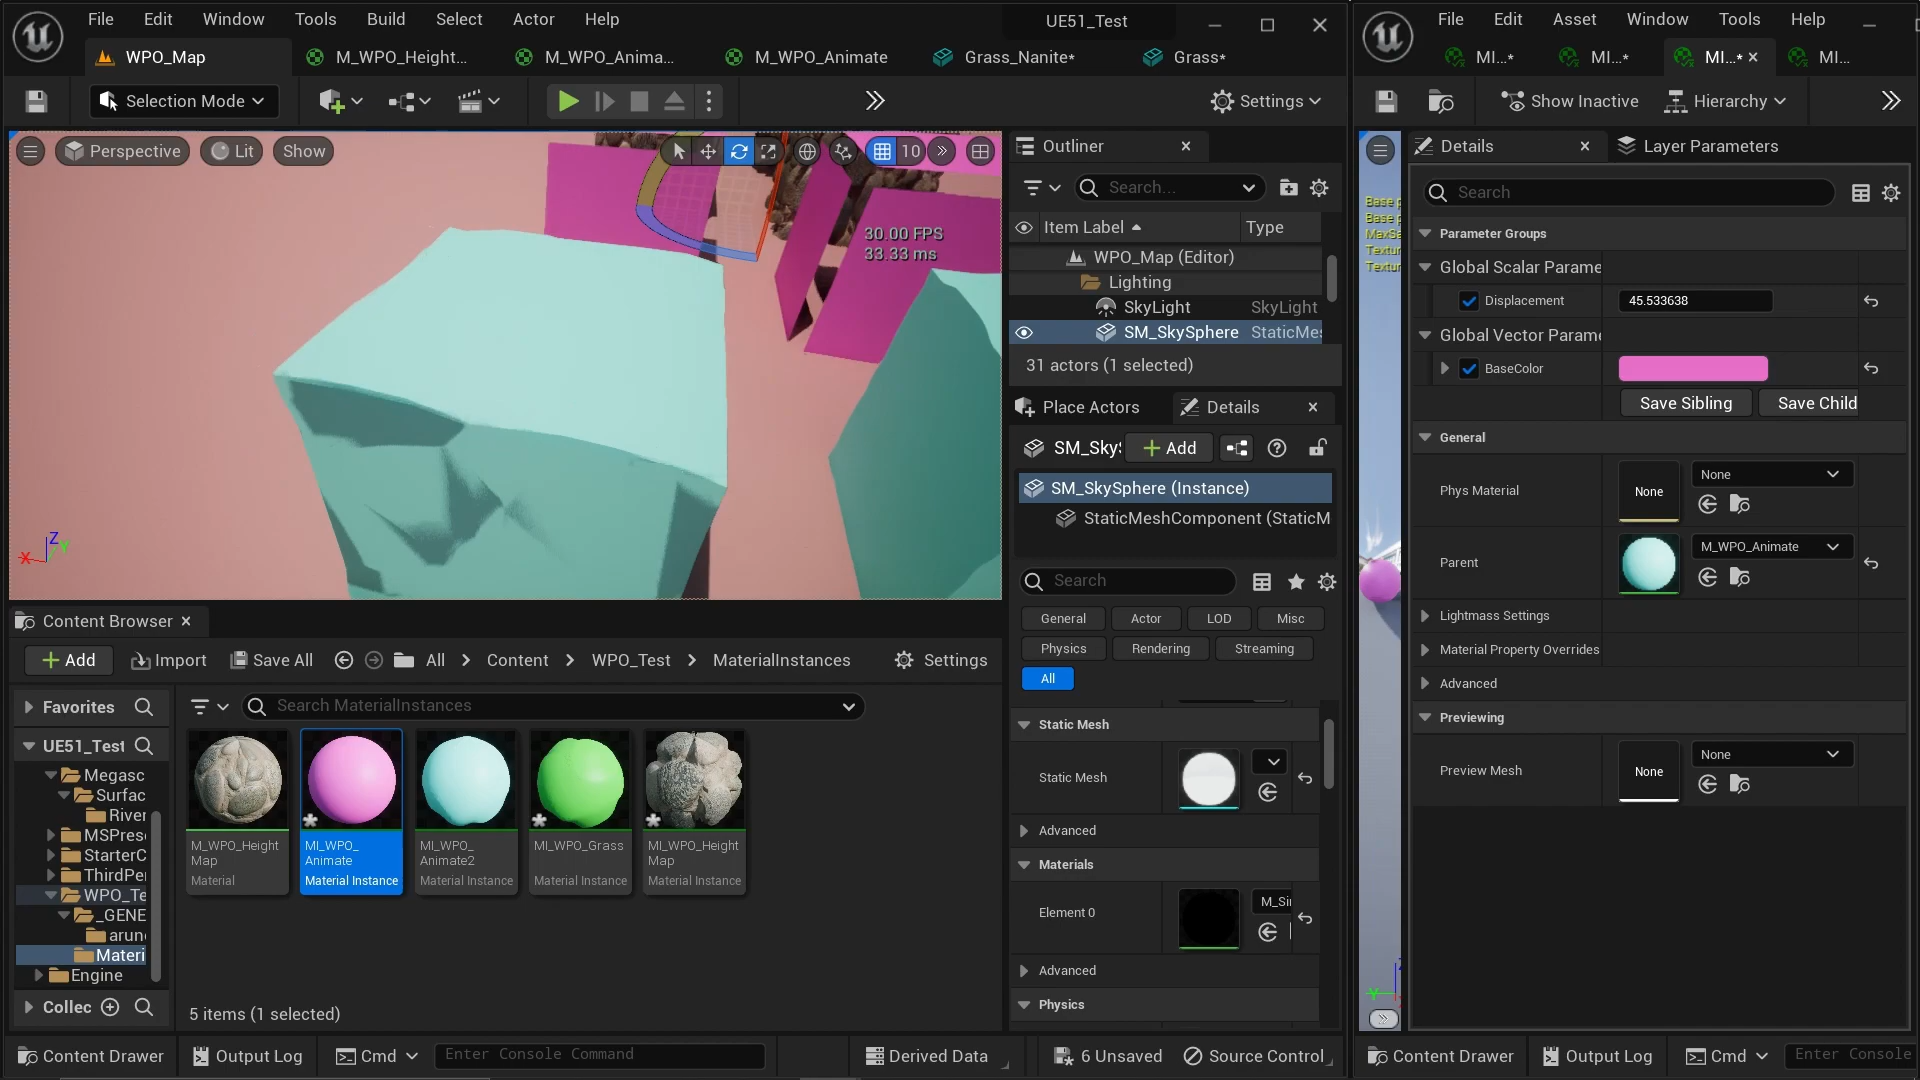 File Edit Window Tools Build Select Actor Help
UE51_Test
WPO_Map
M_WPO_Height...
M_WPO_Anima...
M_WPO_Animate
Grass_Nanite*
Grass*
Selection Mode
Settings
Perspective
Lit
Show
10
30.00 FPS
33.33 ms
Z
Y
X
Outliner
Search...
Item Label
Type
WPO_Map (Editor)
Lighting
SkyLight SkyLight
SM_SkySphere StaticMes
31 actors (1 selected)
Place Actors
Details
SM_Sky
Add
SM_SkySphere (Instance)
StaticMeshComponent (StaticM
Search
General Actor LOD Misc
Physics Rendering Streaming
All
Static Mesh
Static Mesh
Advanced
Materials
Element 0
M_Si
Advanced
Physics
Content Browser
Add
Import
Save All
All
Content
WPO_Test
MaterialInstances
Settings
Favorites
Search MaterialInstances
UE51_Test
Megasc
Surfac
River
MSPres
StarterC
ThirdPe
WPO_Te
_GENE
arun
Materi
Engine
Collec
M_WPO_Height
Map
Material
MI_WPO_
Animate
Material Instance
MI_WPO_
Animate2
Material Instance
MI_WPO_Grass
Material Instance
MI_WPO_Height
Map
Material Instance
5 items (1 selected)
Content Drawer
Output Log
Cmd
Enter Console Command
Derived Data
6 Unsaved
Source Control
File Edit Asset Window Tools Help
MI...*
MI...*
MI...*
MI...
Show Inactive
Hierarchy
Base p
Base p
MaxSa
Textur
Textur
Details
Layer Parameters
Search
Parameter Groups
Global Scalar Parame
Displacement
45.533638
Global Vector Parame
BaseColor
Save Sibling
Save Child
General
Phys Material
None
None
Parent
M_WPO_Animate
Lightmass Settings
Material Property Overrides
Advanced
Previewing
Preview Mesh
None
None
Content Drawer
Output Log
Cmd
Enter Console